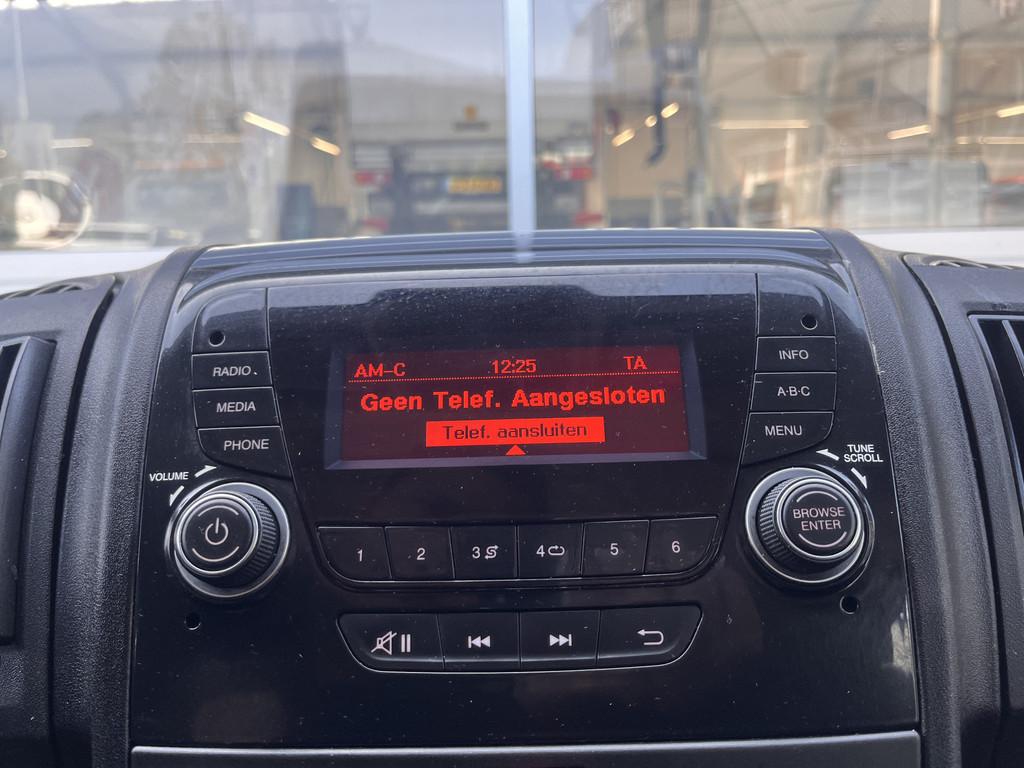 AM-C 12:25 TA
Geen Telef. Aangesloten
Telef. aansluiten
RADIO
MEDIA
PHONE
VOLUME
INFO
A·B·C
MENU
TUNE
SCROLL
BROWSE
ENTER
1 2 3 4 5 6